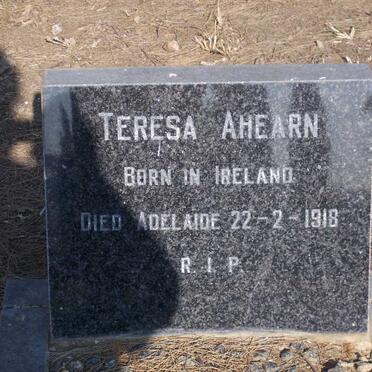 TERESA AHEARN
BORN IN IRELAND
DIED ADELAIDE 22-2-1918
R.I.P.